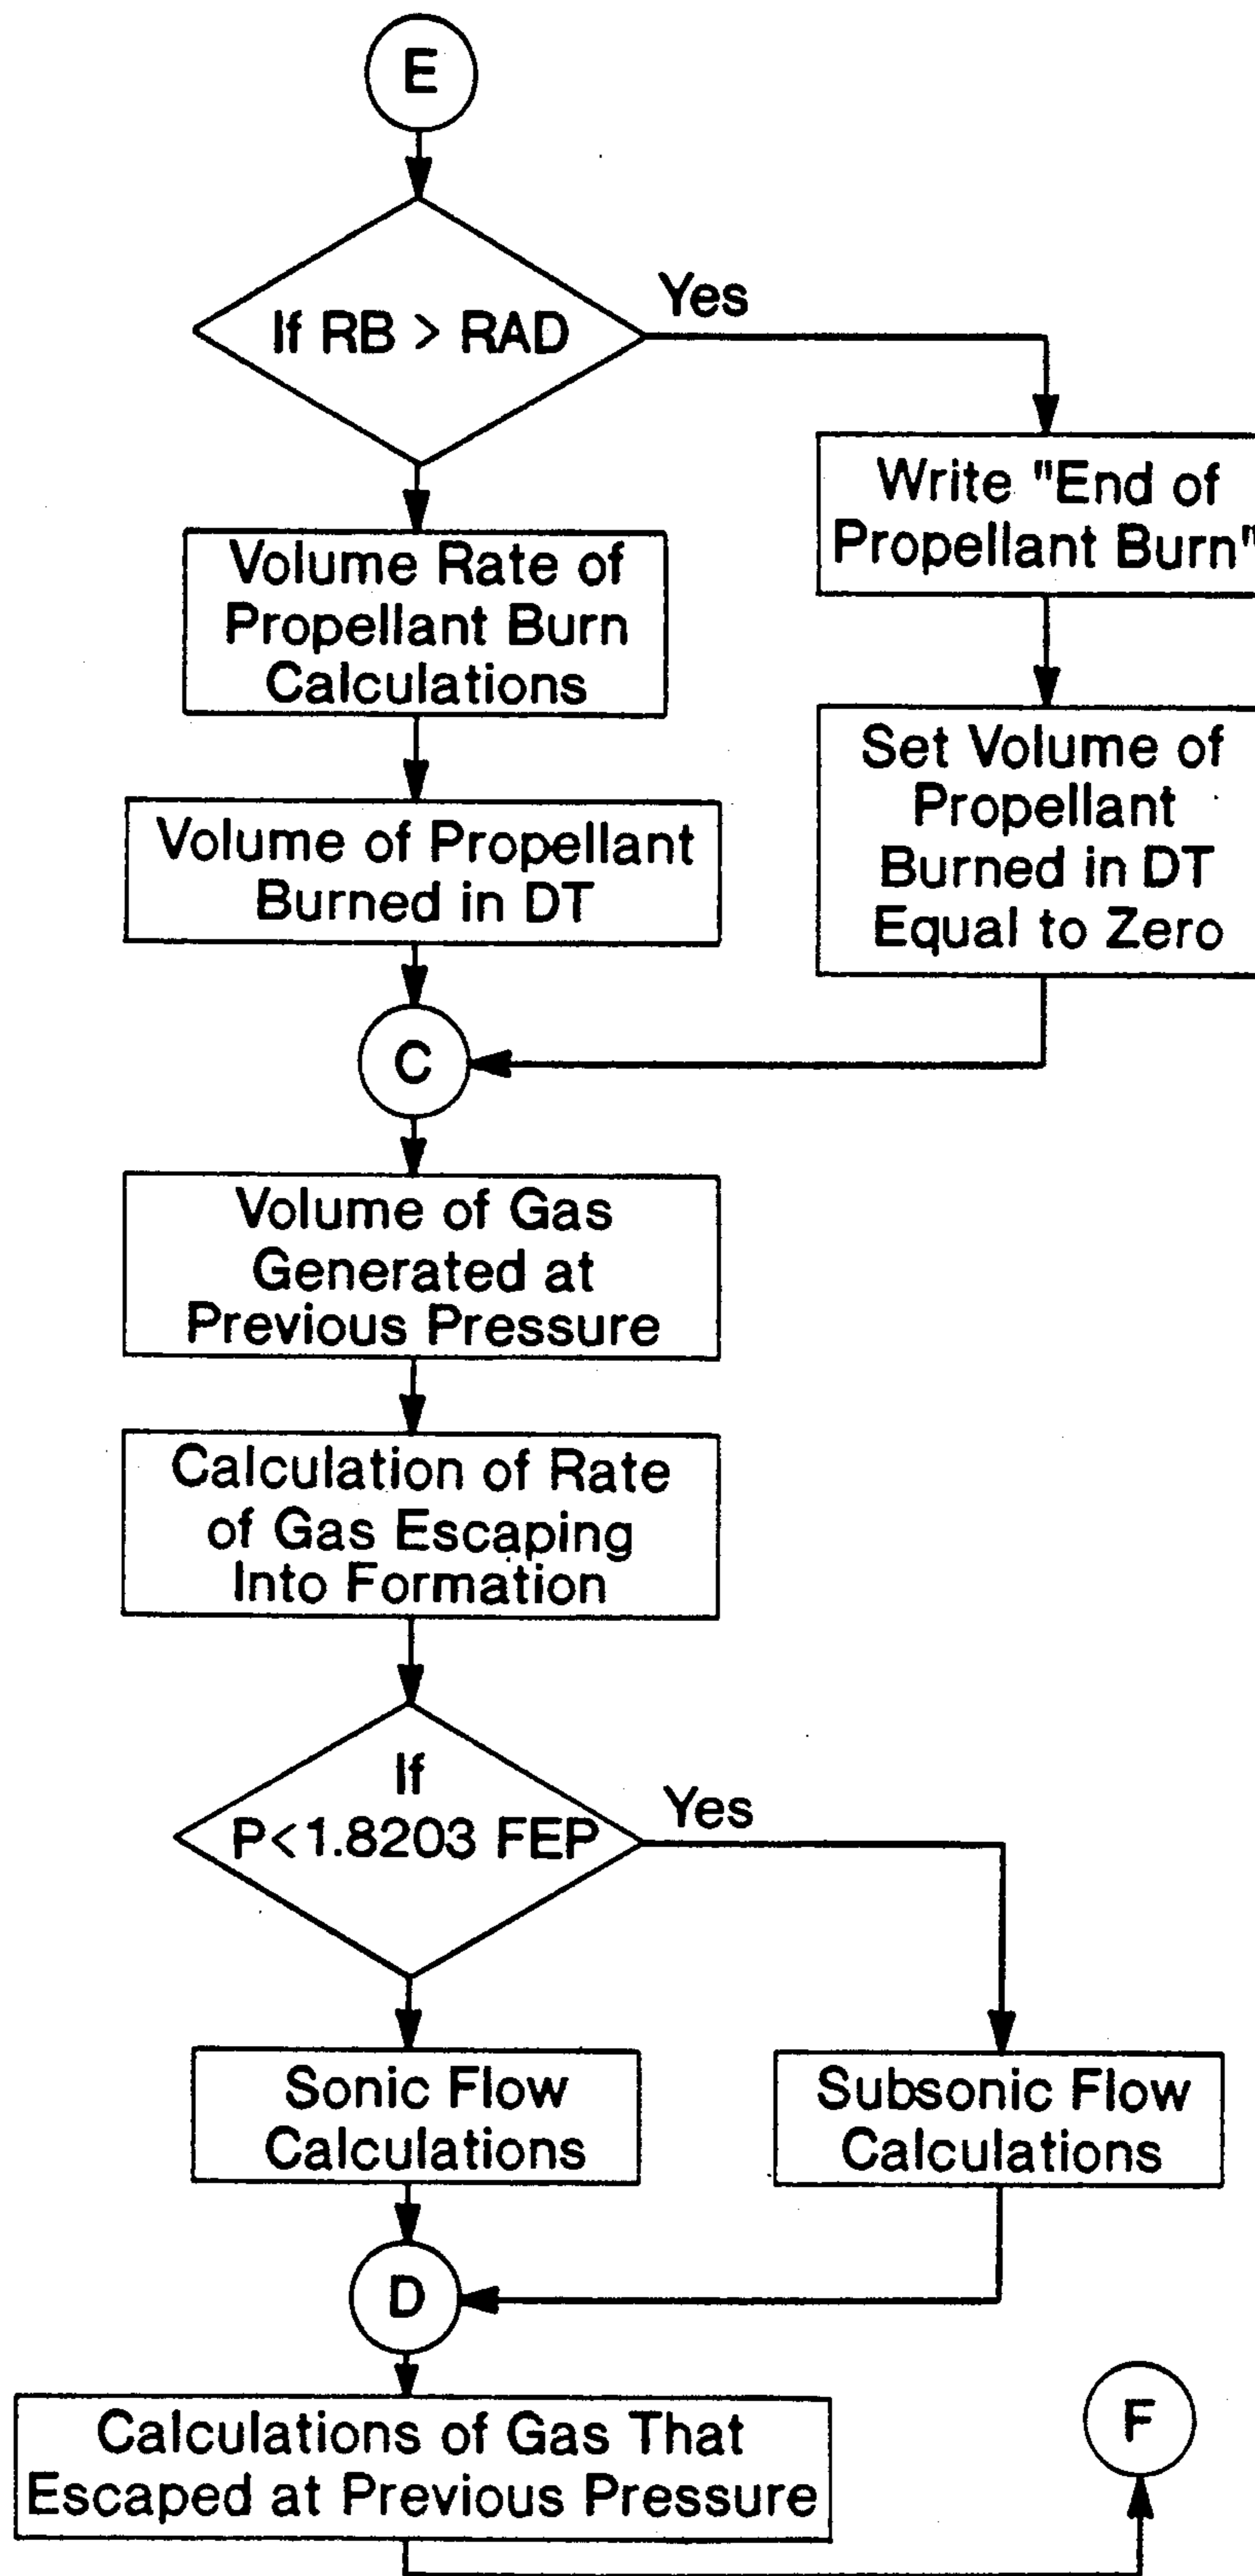 E
If RB > RAD
Yes
Write "End of
Propellant Burn"
Volume Rate of
Propellant Burn
Calculations
Set Volume of
Propellant
Burned in DT
Equal to Zero
Volume of Propellant
Burned in DT
C
Volume of Gas
Generated at
Previous Pressure
Calculation of Rate
of Gas Escaping
Into Formation
If
P<1.8203 FEP
Yes
Sonic Flow
Calculations
Subsonic Flow
Calculations
D
Calculations of Gas That
Escaped at Previous Pressure
F